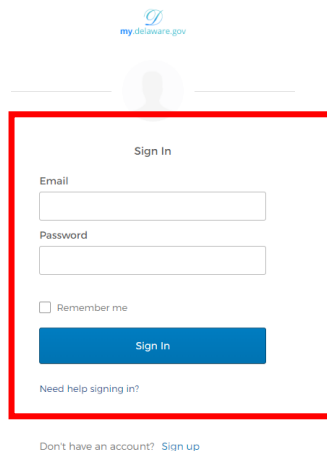 D
my.delaware.gov
Sign In
Email
Password
Remember me
Sign In
Need help signing in?
Don't have an account? Sign up